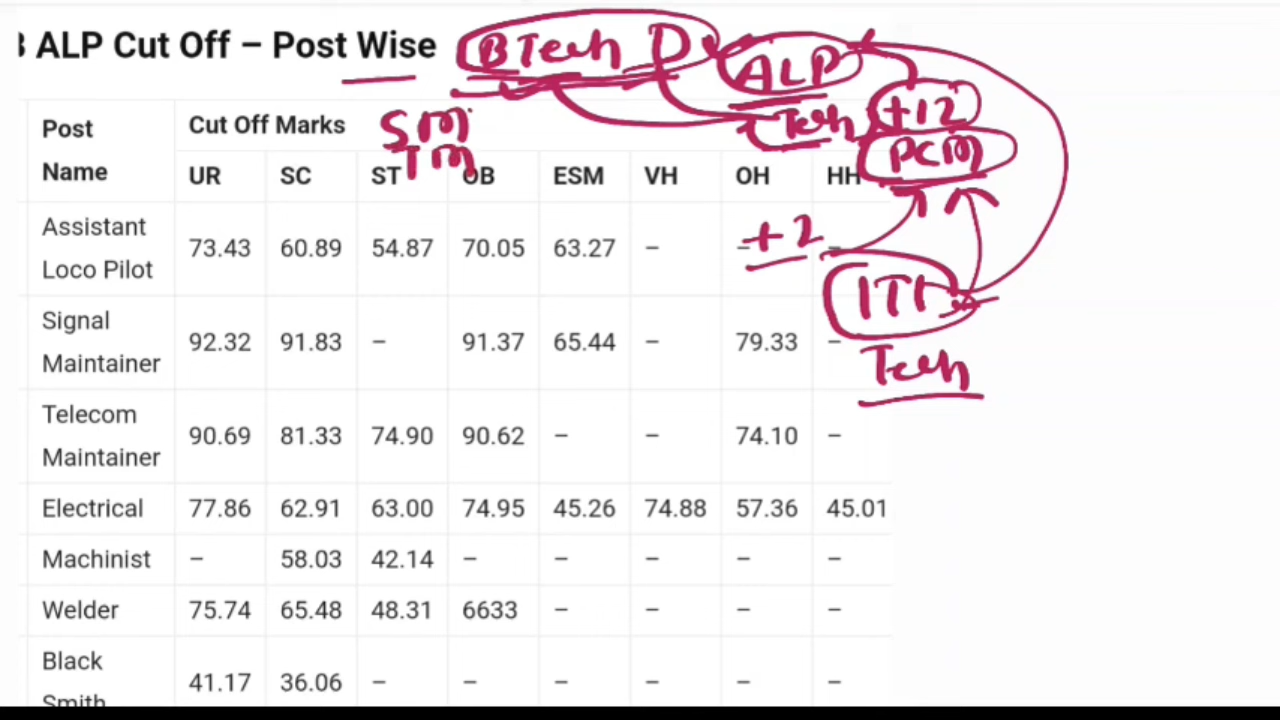 B ALP Cut Off – Post Wise
B Tech D
ALP
Tech
+12
PCM
SM
TM
+2
ITI
Tech
Post Name
Cut Off Marks
UR SC ST OB ESM VH OH HH
Assistant Loco Pilot 73.43 60.89 54.87 70.05 63.27 – – –
Signal Maintainer 92.32 91.83 – 91.37 65.44 – 79.33 –
Telecom Maintainer 90.69 81.33 74.90 90.62 – – 74.10 –
Electrical 77.86 62.91 63.00 74.95 45.26 74.88 57.36 45.01
Machinist – 58.03 42.14 – – – – –
Welder 75.74 65.48 48.31 6633 – – – –
Black Smith 41.17 36.06 – – – – – –